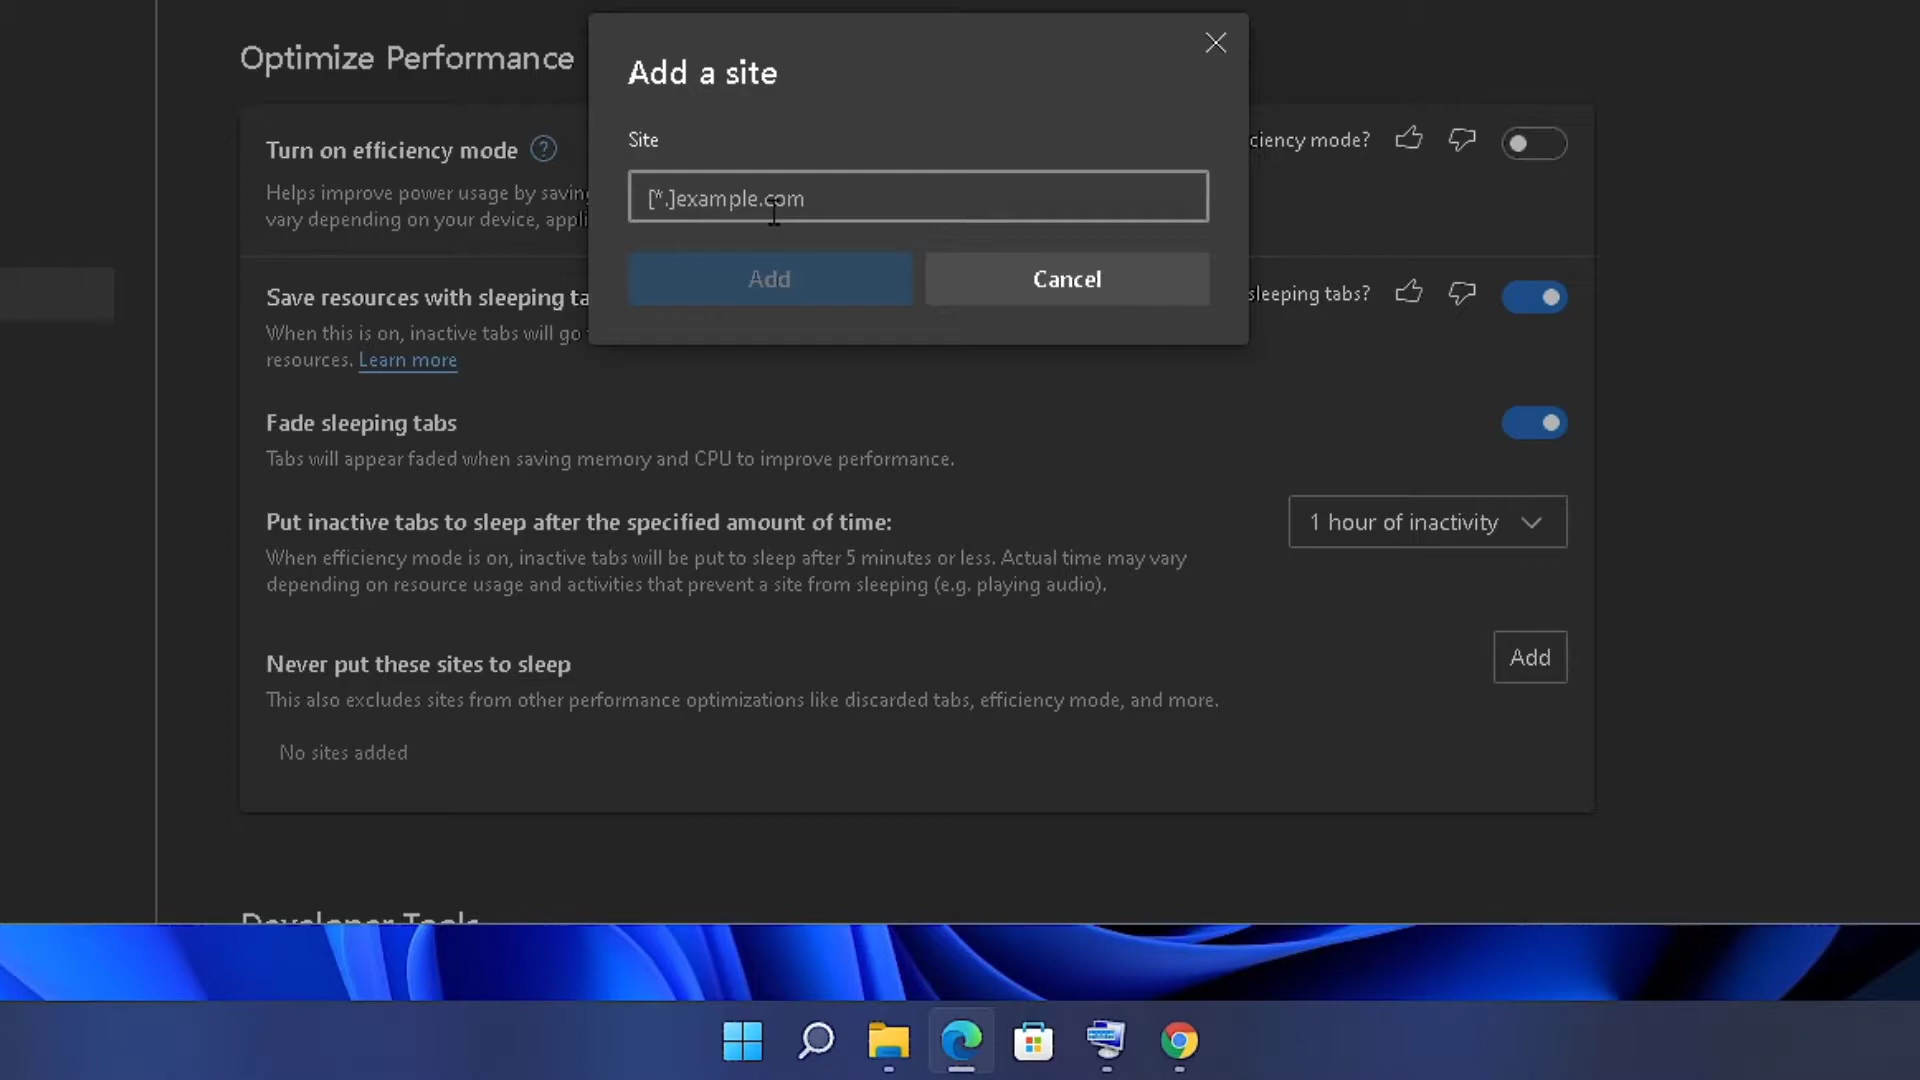 Optimize Performance
Add a site
Site
[*.]example.com
Add
Cancel
Turn on efficiency mode
?
ciency mode?
Helps improve power usage by savin
vary depending on your device, appli
Save resources with sleeping ta
sleeping tabs?
When this is on, inactive tabs will go
resources. Learn more
Fade sleeping tabs
Tabs will appear faded when saving memory and CPU to improve performance.
Put inactive tabs to sleep after the specified amount of time:
1 hour of inactivity
When efficiency mode is on, inactive tabs will be put to sleep after 5 minutes or less. Actual time may vary
depending on resource usage and activities that prevent a site from sleeping (e.g. playing audio).
Never put these sites to sleep
Add
This also excludes sites from other performance optimizations like discarded tabs, efficiency mode, and more.
No sites added
Developer Tools